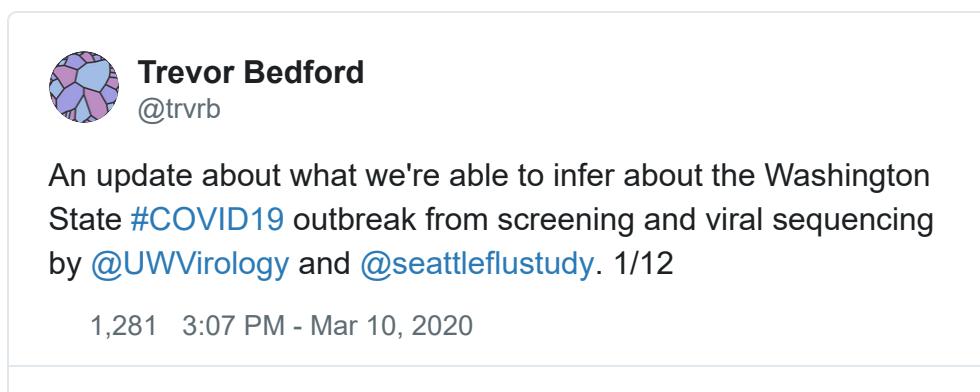 Trevor Bedford
@trvrb
An update about what we're able to infer about the Washington
State #COVID19 outbreak from screening and viral sequencing
by @UWVirology and @seattleflustudy. 1/12
1,281 3:07 PM - Mar 10, 2020